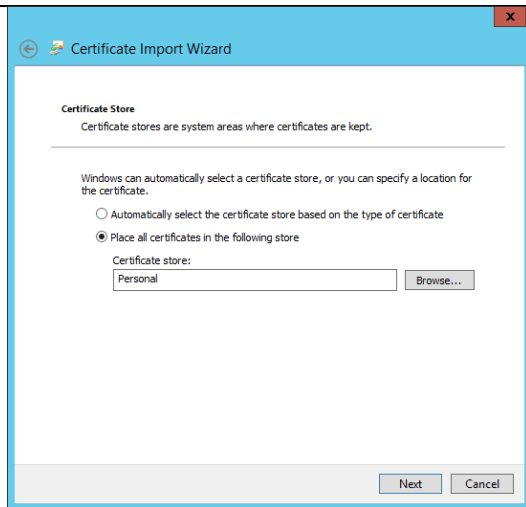 x
Certificate Import Wizard
Certificate Store
Certificate stores are system areas where certificates are kept.
Windows can automatically select a certificate store, or you can specify a location for
the certificate.
Automatically select the certificate store based on the type of certificate
Place all certificates in the following store
Certificate store:
Personal
Browse...
Next Cancel